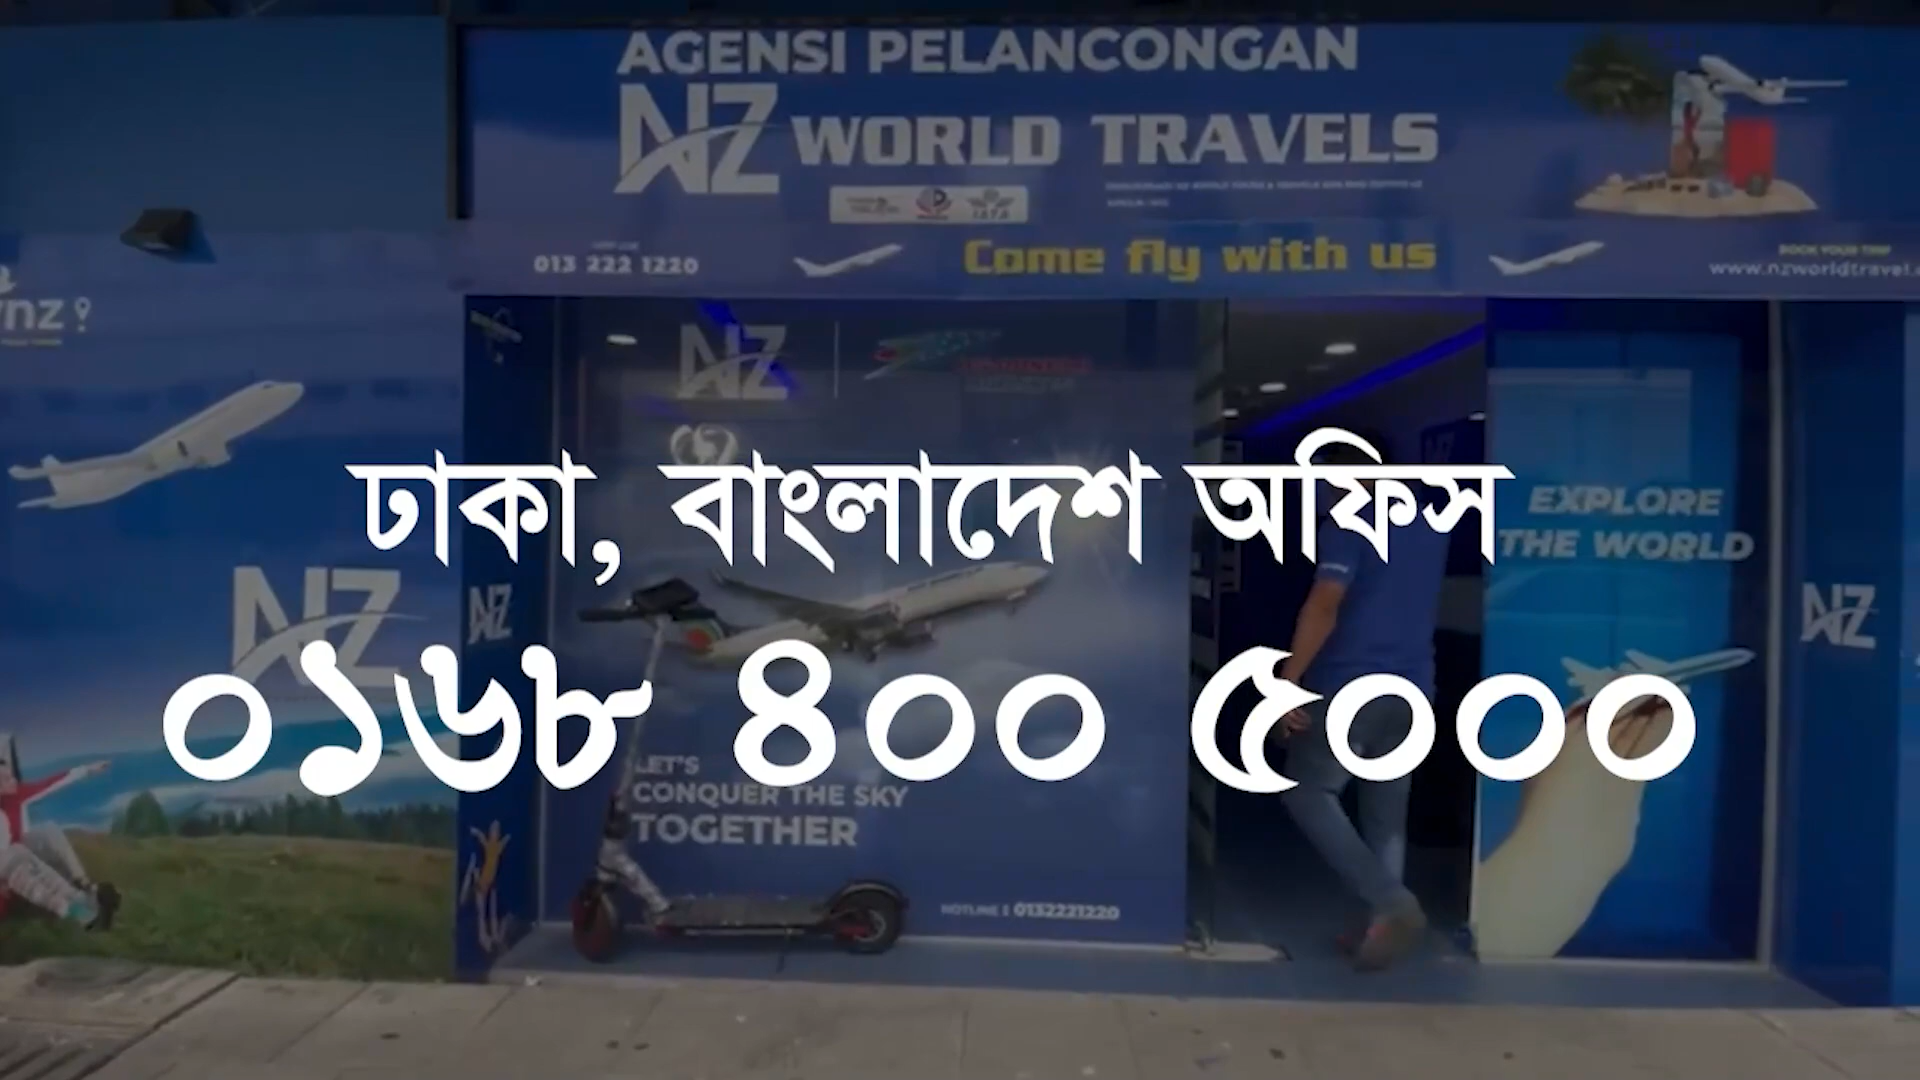 AGENSI PELANCONGAN
NZ WORLD TRAVELS
013 222 1220
Come fly with us
BOOK YOUR TRIP
www.nzworldtravel.
nz
NZ
ঢাকা, বাংলাদেশ অফিস
০১৬৮ ৪০০ ৫০০০
EXPLORE
THE WORLD
NZ
NZ
NZ
LET'S
CONQUER THE SKY
TOGETHER
HOTLINE : 0132221220